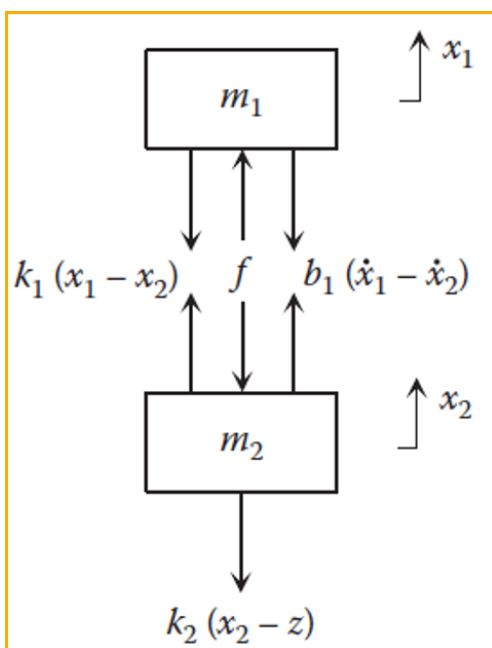 x₁
m₁
k₁ (x₁ − x₂) f b₁ (ẋ₁ − ẋ₂)
x₂
m₂
k₂ (x₂ − z)